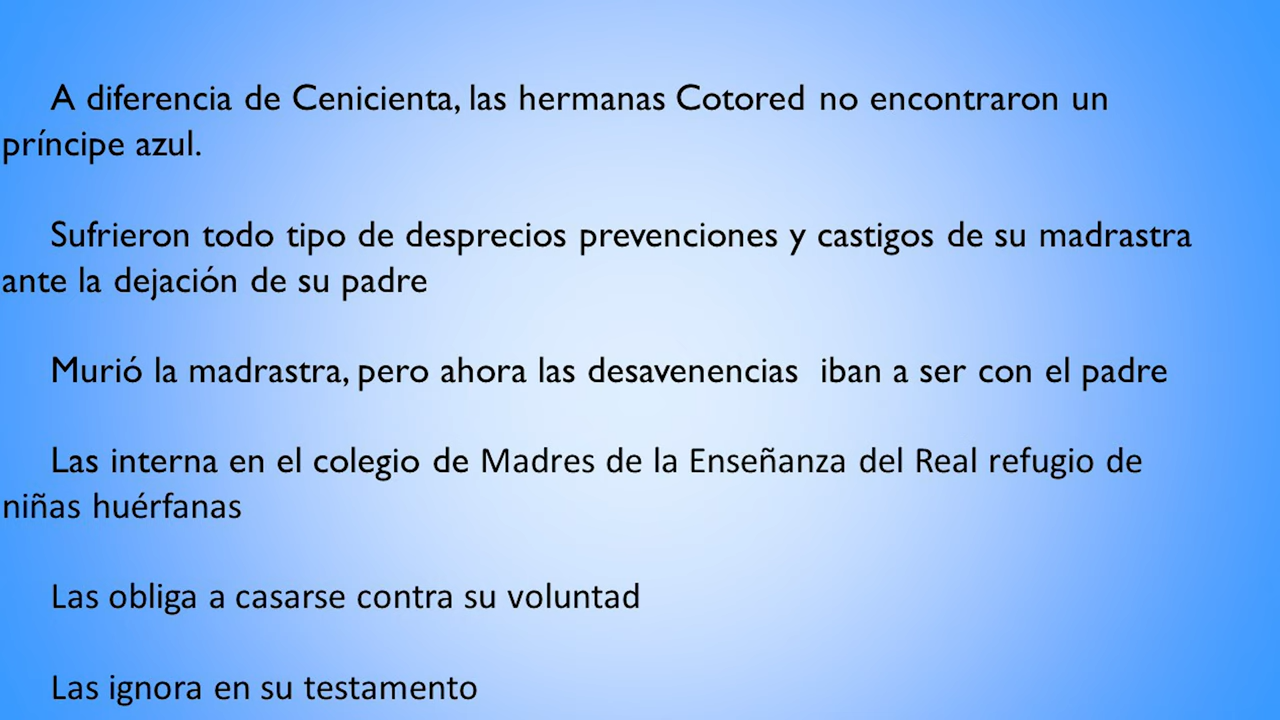 A diferencia de Cenicienta, las hermanas Cotored no encontraron un
príncipe azul.
Sufrieron todo tipo de desprecios prevenciones y castigos de su madrastra
ante la dejación de su padre
Murió la madrastra, pero ahora las desavenencias iban a ser con el padre
Las interna en el colegio de Madres de la Enseñanza del Real refugio de
niñas huérfanas
Las obliga a casarse contra su voluntad
Las ignora en su testamento